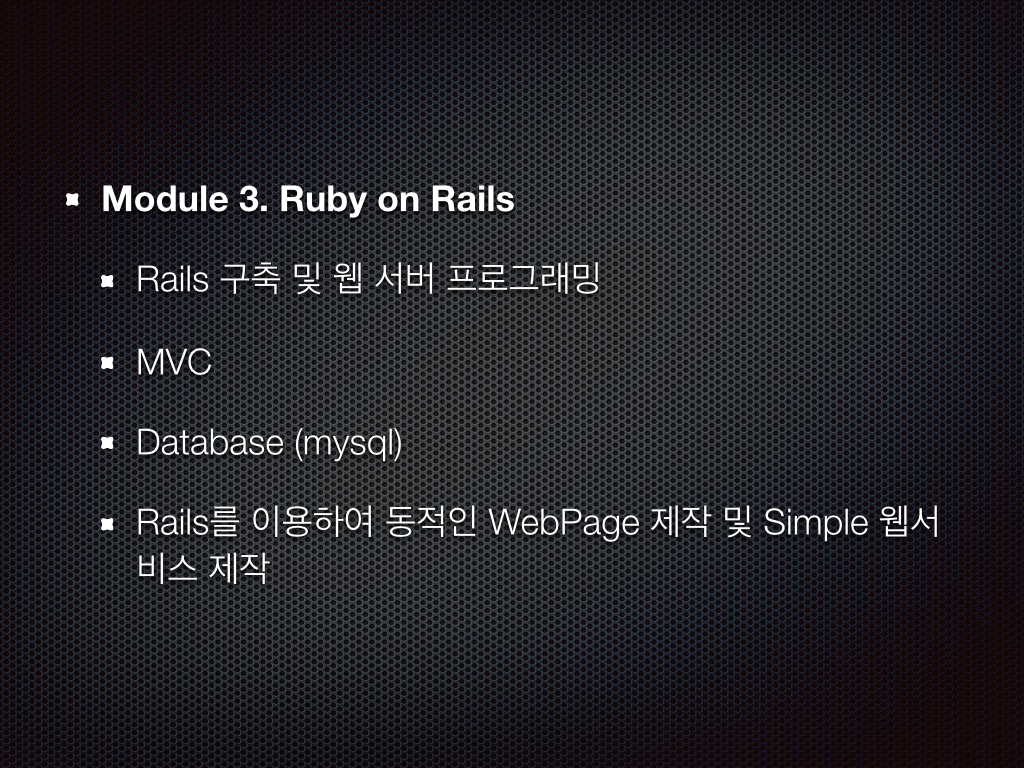 Module 3. Ruby on Rails
Rails 구축 및 웹 서버 프로그래밍
MVC
Database (mysql)
Rails를 이용하여 동적인 WebPage 제작 및 Simple 웹서
비스 제작